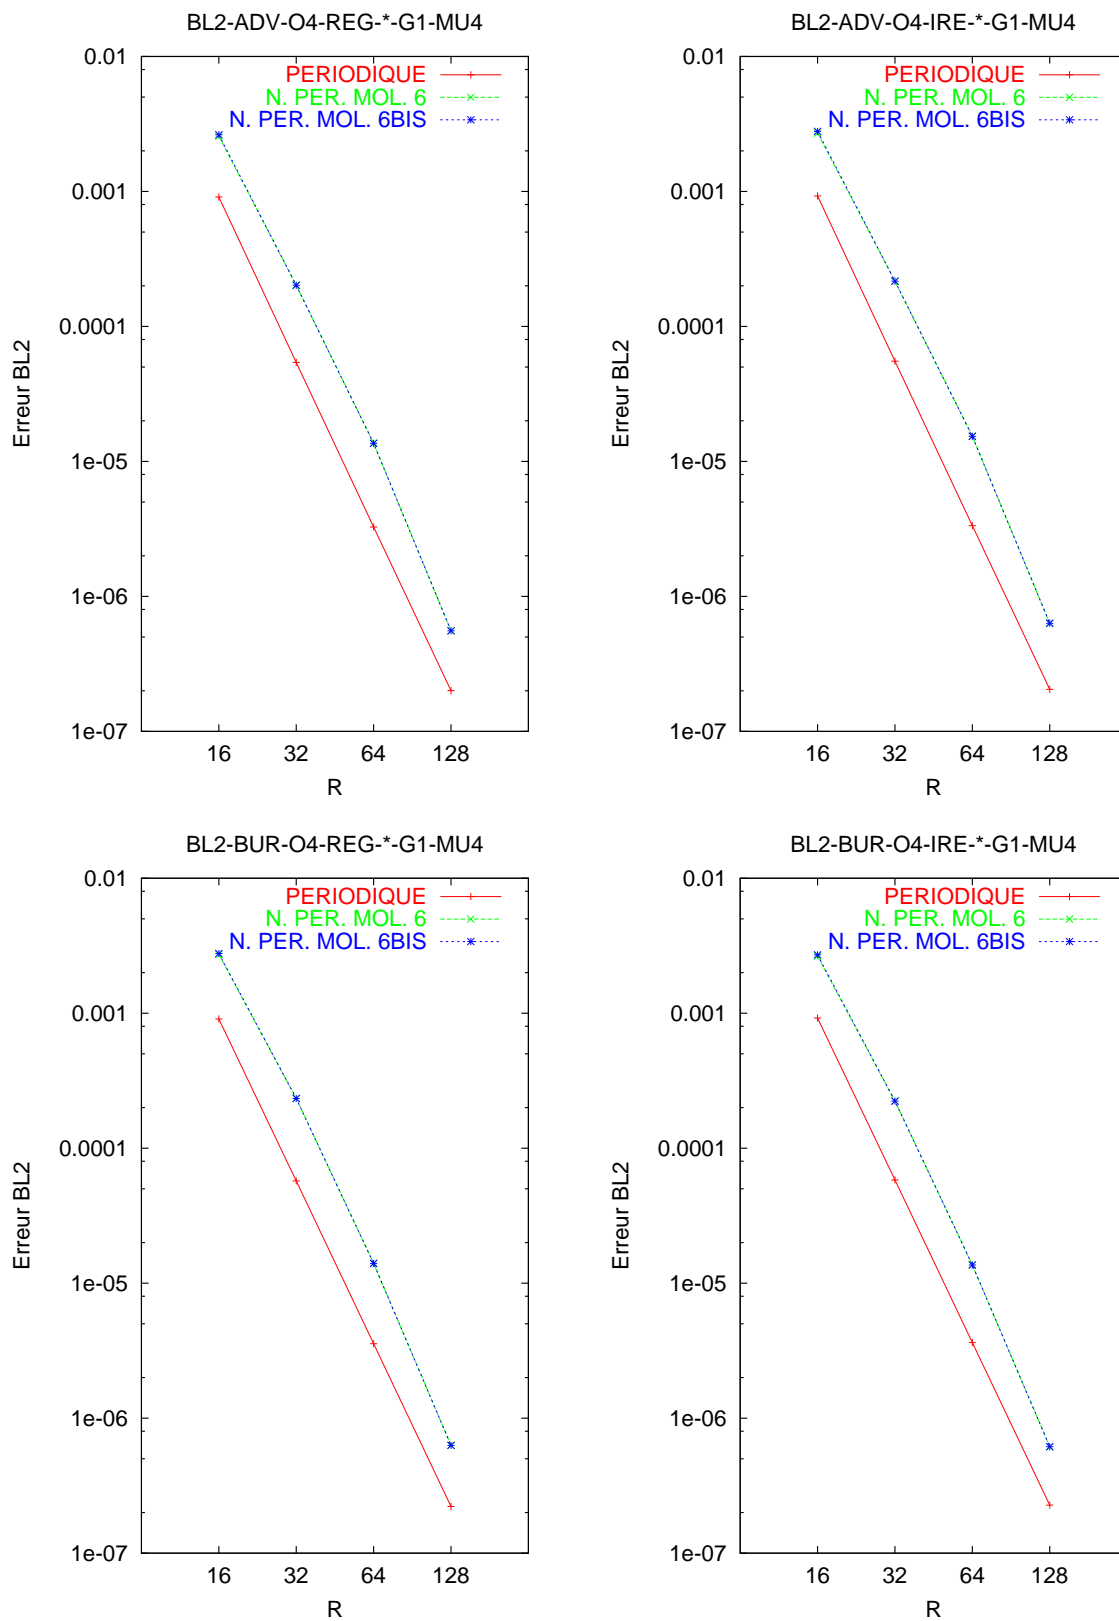 BL2-ADV-O4-REG-*-G1-MU4
PERIODIQUE
N. PER. MOL. 6
N. PER. MOL. 6BIS
0.01
0.001
0.0001
1e-05
1e-06
1e-07
Erreur BL2
16 32 64 128
R
BL2-ADV-O4-IRE-*-G1-MU4
PERIODIQUE
N. PER. MOL. 6
N. PER. MOL. 6BIS
0.01
0.001
0.0001
1e-05
1e-06
1e-07
Erreur BL2
16 32 64 128
R
BL2-BUR-O4-REG-*-G1-MU4
PERIODIQUE
N. PER. MOL. 6
N. PER. MOL. 6BIS
0.01
0.001
0.0001
1e-05
1e-06
1e-07
Erreur BL2
16 32 64 128
R
BL2-BUR-O4-IRE-*-G1-MU4
PERIODIQUE
N. PER. MOL. 6
N. PER. MOL. 6BIS
0.01
0.001
0.0001
1e-05
1e-06
1e-07
Erreur BL2
16 32 64 128
R